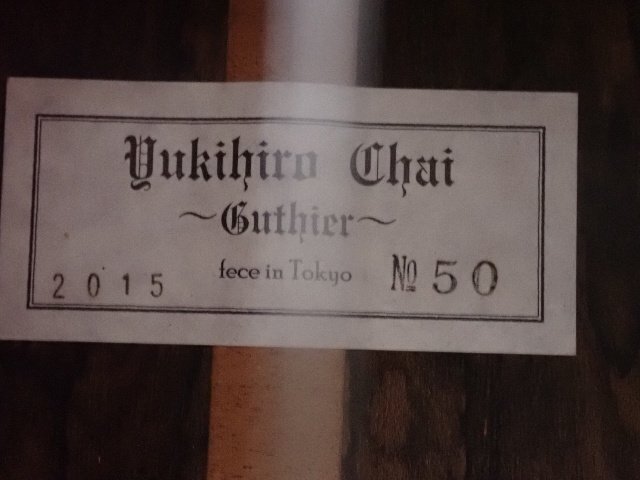 Yukihiro Chai
~Guthier~
fece in Tokyo
2015 № 50